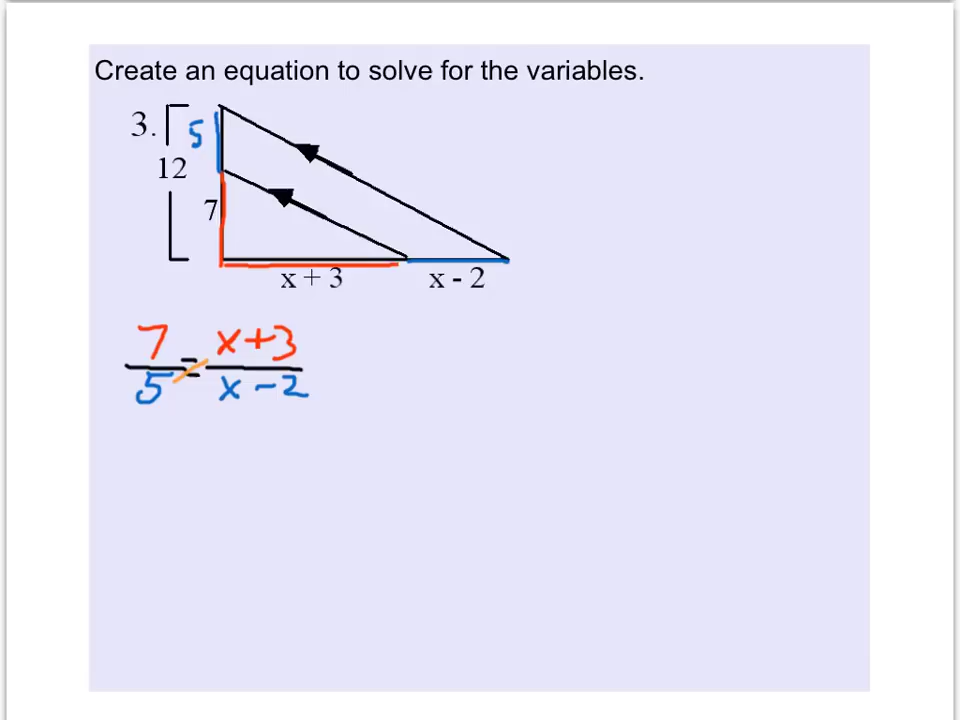 Create an equation to solve for the variables.
3.
5
12
7
x + 3
x - 2
7/5 = x+3/x-2